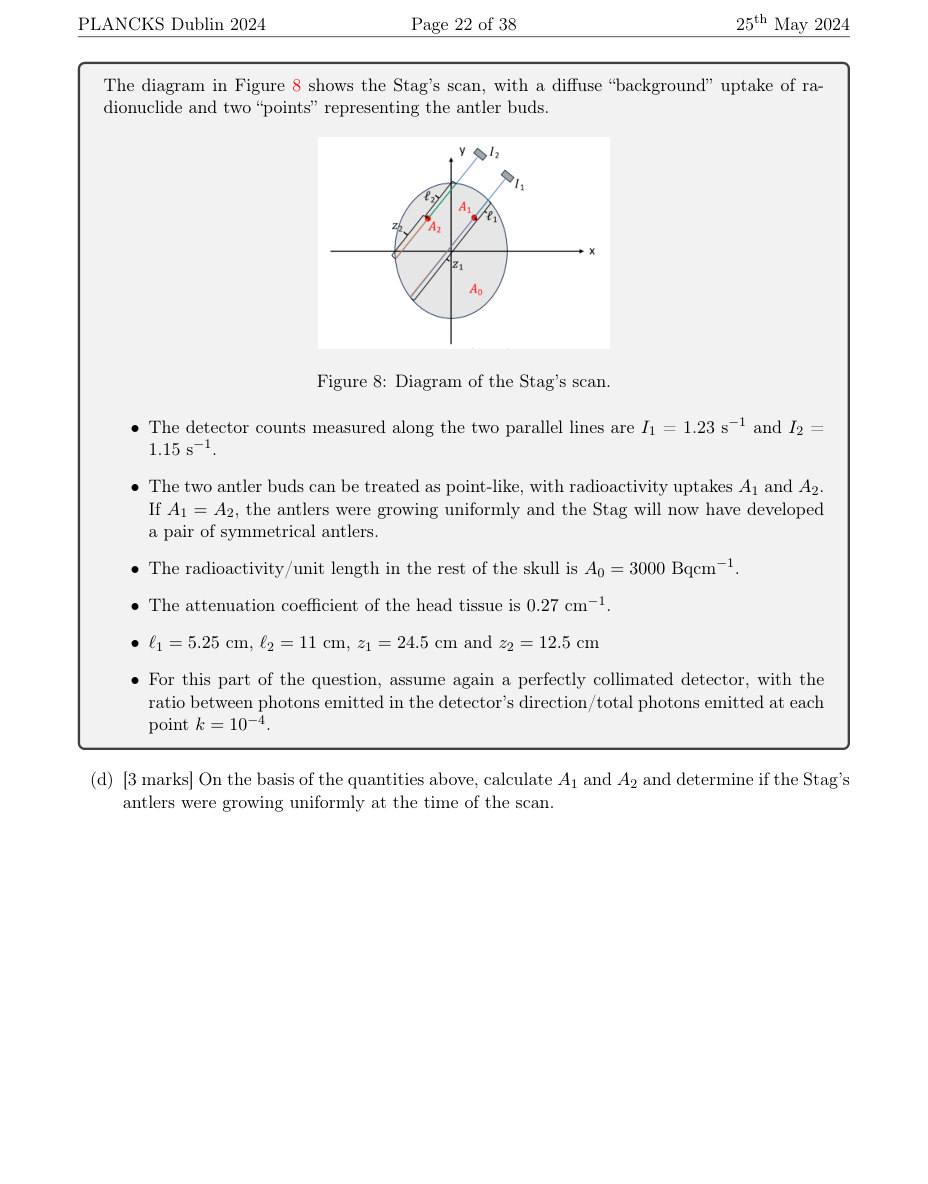 PLANCKS Dublin 2024 Page 22 of 38 25th May 2024
The diagram in Figure 8 shows the Stag's scan, with a diffuse “background” uptake of ra-
dionuclide and two “points” representing the antler buds.
y I₂
I₁
ℓ₂
A₁
ℓ₁
z₂
A₂
x
z₁
A₀
Figure 8: Diagram of the Stag's scan.
• The detector counts measured along the two parallel lines are I₁ = 1.23 s⁻¹ and I₂ =
1.15 s⁻¹.
• The two antler buds can be treated as point-like, with radioactivity uptakes A₁ and A₂.
If A₁ = A₂, the antlers were growing uniformly and the Stag will now have developed
a pair of symmetrical antlers.
• The radioactivity/unit length in the rest of the skull is A₀ = 3000 Bqcm⁻¹.
• The attenuation coefficient of the head tissue is 0.27 cm⁻¹.
• ℓ₁ = 5.25 cm, ℓ₂ = 11 cm, z₁ = 24.5 cm and z₂ = 12.5 cm
• For this part of the question, assume again a perfectly collimated detector, with the
ratio between photons emitted in the detector's direction/total photons emitted at each
point k = 10⁻⁴.
(d) [3 marks] On the basis of the quantities above, calculate A₁ and A₂ and determine if the Stag's
antlers were growing uniformly at the time of the scan.